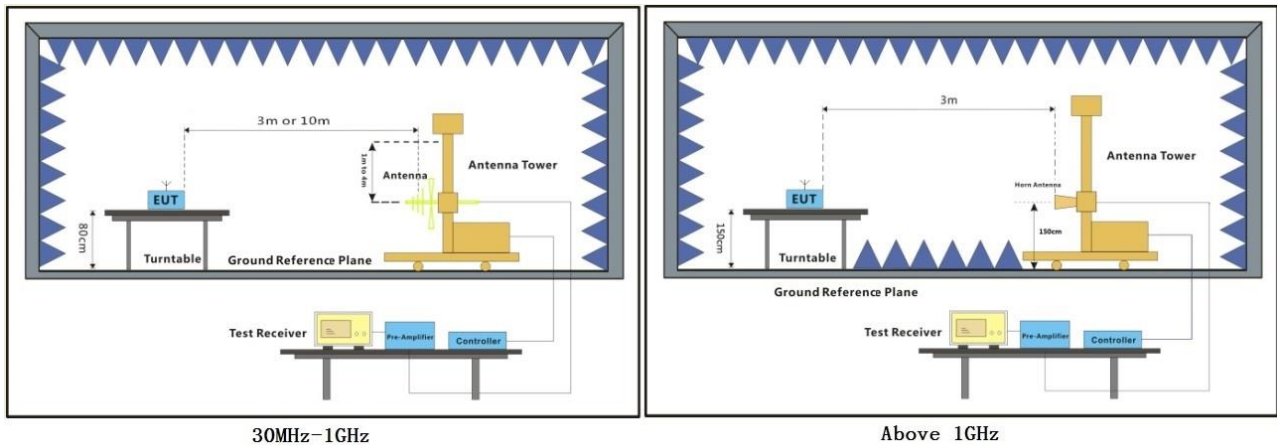 3m or 10m
1m to 4m
Antenna
Antenna Tower
EUT
80cm
Turntable
Ground Reference Plane
Test Receiver
Pre-Amplifier
Controller
30MHz-1GHz
3m
Antenna Tower
Horn Antenna
EUT
150cm
150cm
Turntable
Ground Reference Plane
Test Receiver
Pre-Amplifier
Controller
Above 1GHz